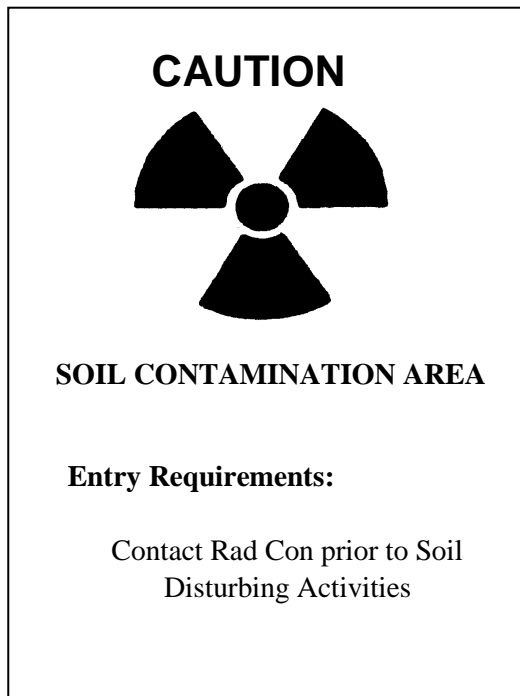 CAUTION
SOIL CONTAMINATION AREA
Entry Requirements:
Contact Rad Con prior to Soil
Disturbing Activities